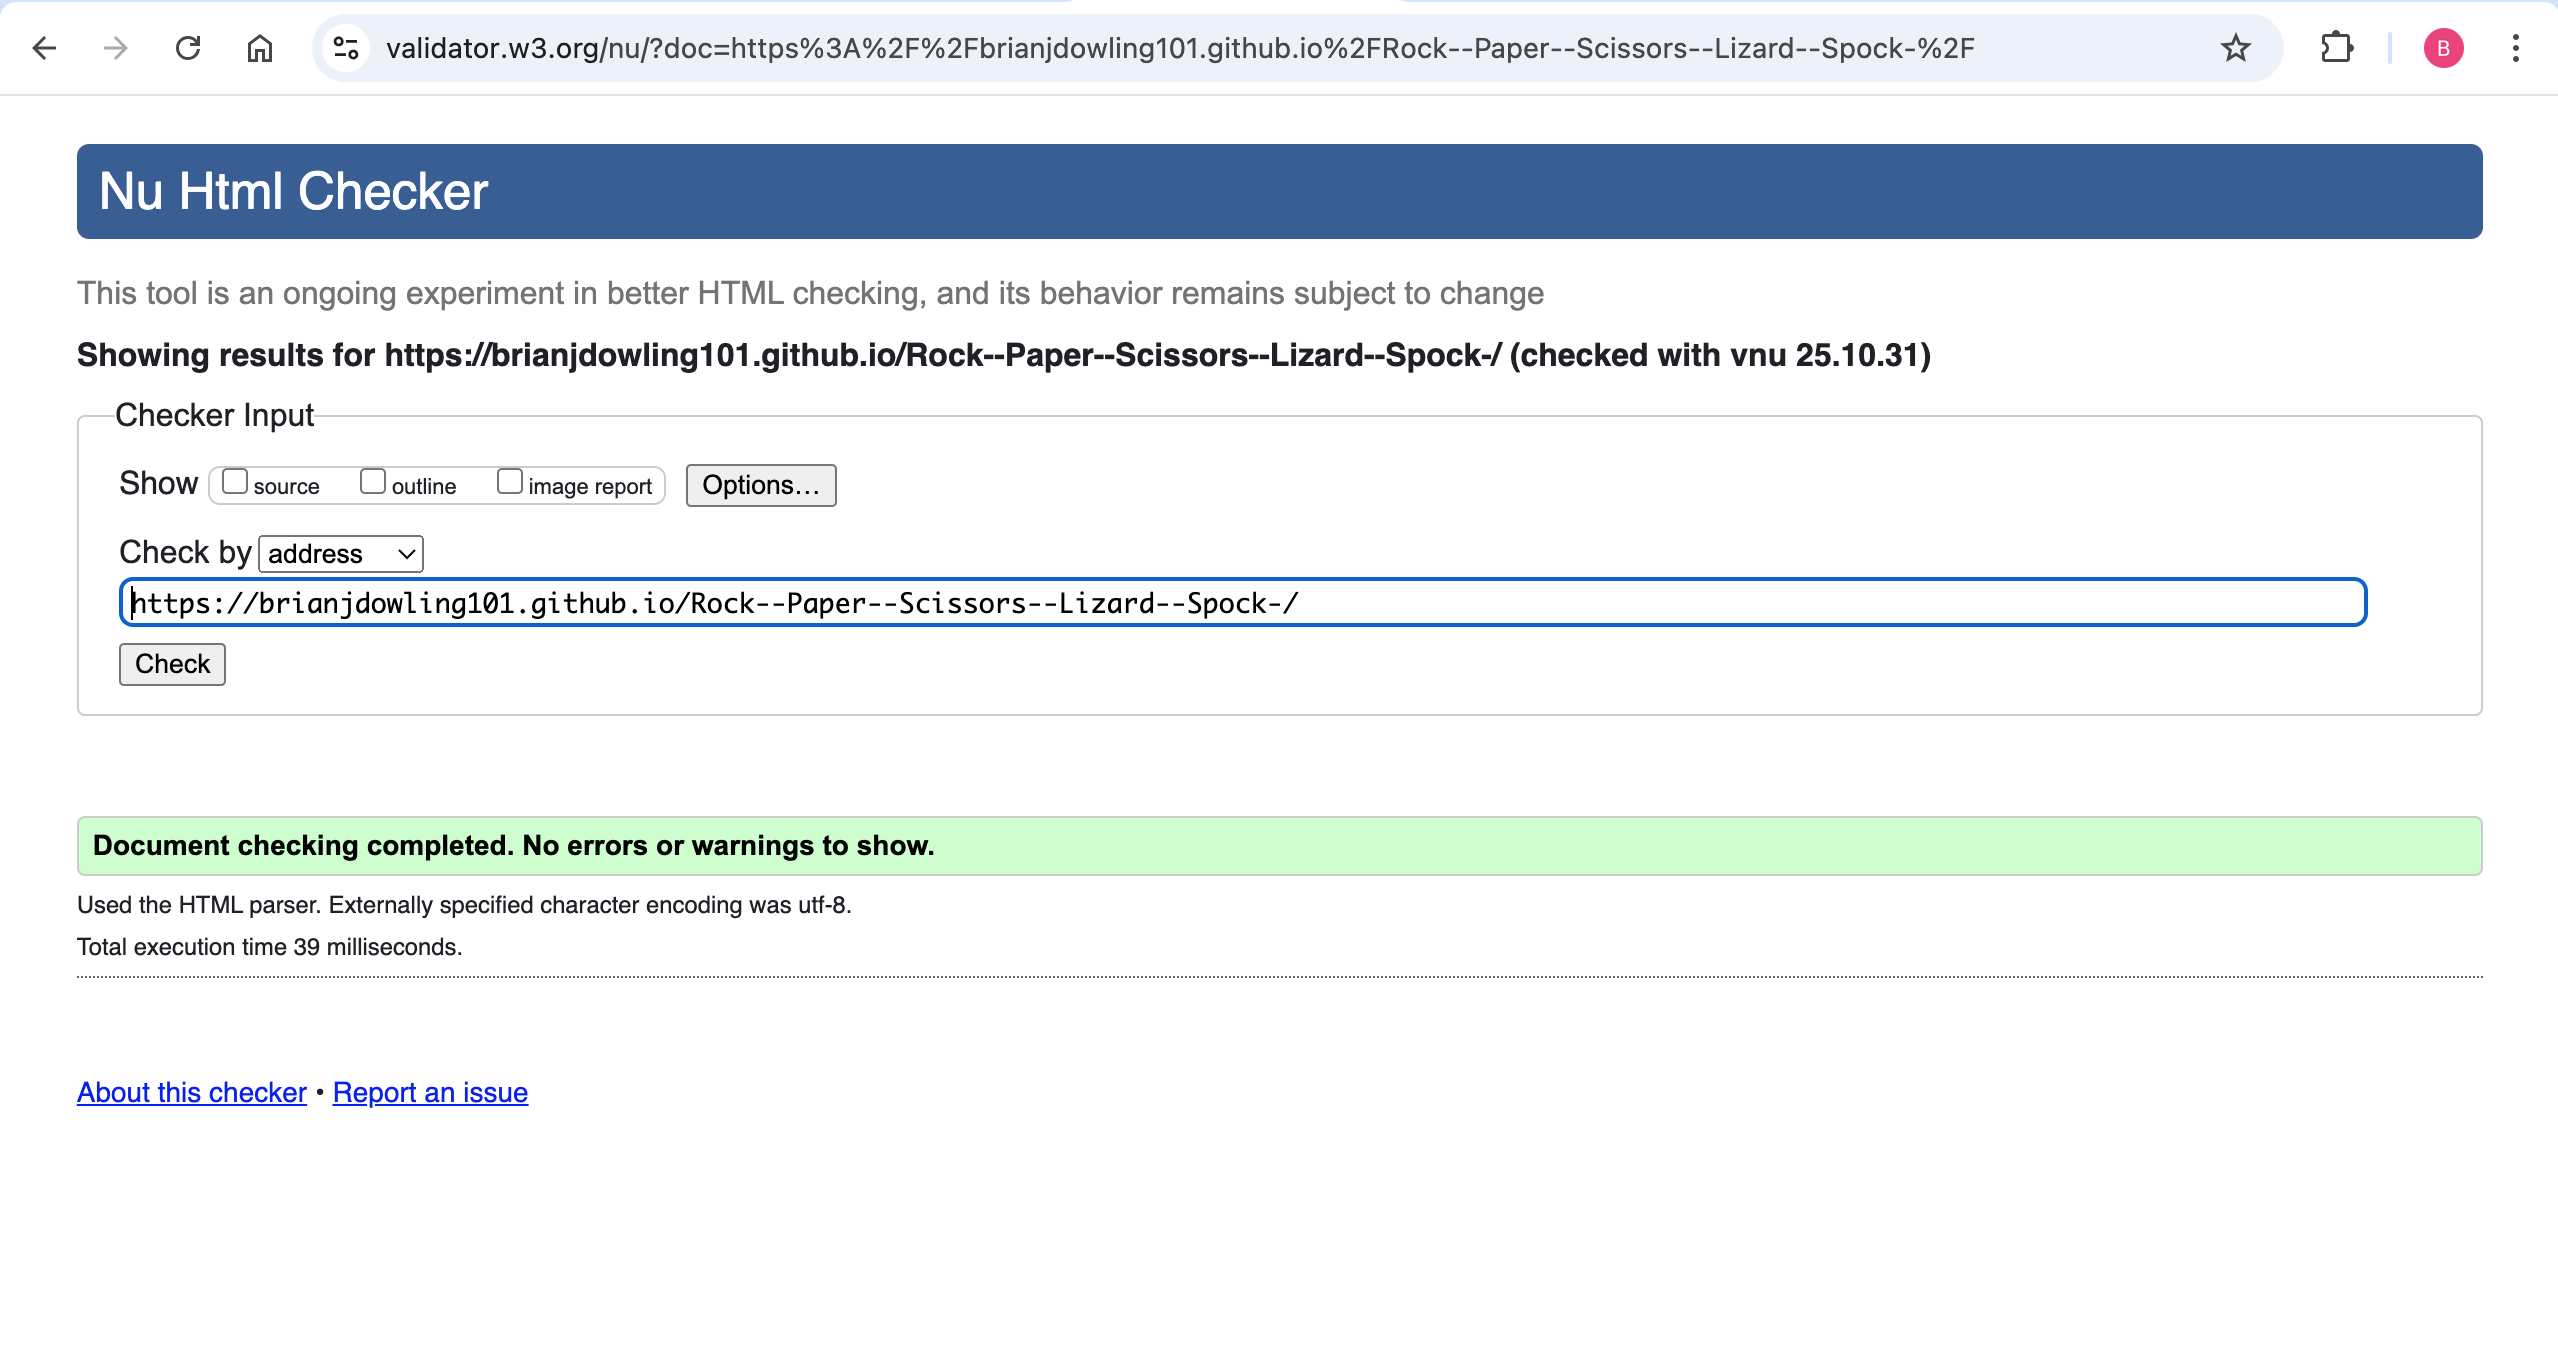 validator.w3.org/nu/?doc=https%3A%2F%2Fbrianjdowling101.github.io%2FRock--Paper--Scissors--Lizard--Spock-%2F
B
Nu Html Checker
This tool is an ongoing experiment in better HTML checking, and its behavior remains subject to change
Showing results for https://brianjdowling101.github.io/Rock--Paper--Scissors--Lizard--Spock-/ (checked with vnu 25.10.31)
Checker Input
Show source outline image report Options...
Check by address
https://brianjdowling101.github.io/Rock--Paper--Scissors--Lizard--Spock-/
Check
Document checking completed. No errors or warnings to show.
Used the HTML parser. Externally specified character encoding was utf-8.
Total execution time 39 milliseconds.
About this checker • Report an issue